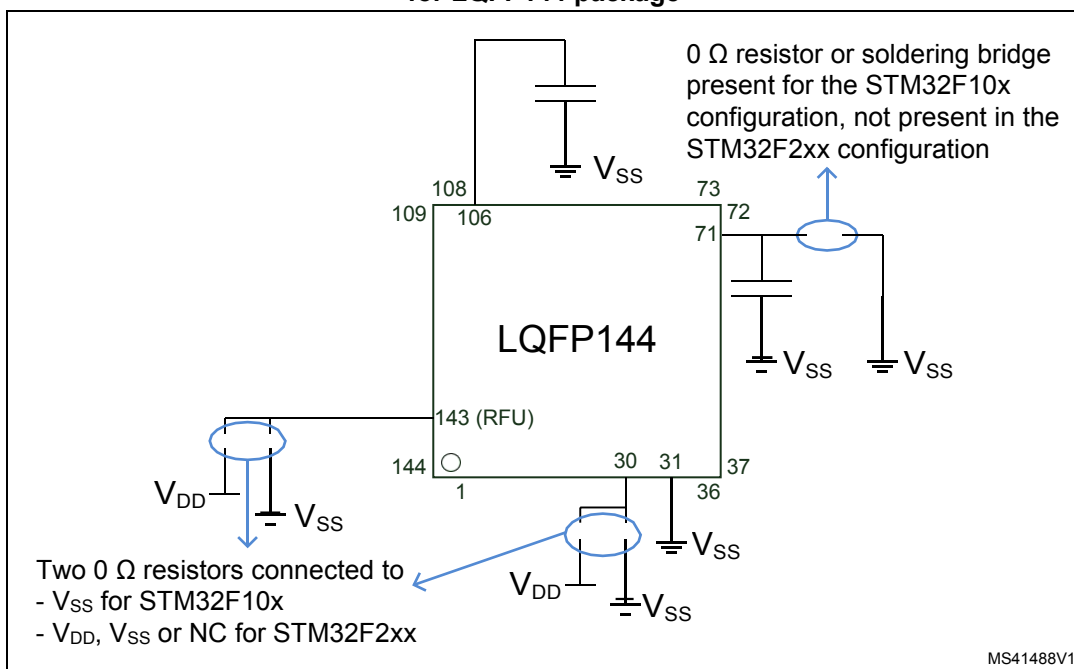 0 Ω resistor or soldering bridge
present for the STM32F10x
configuration, not present in the
STM32F2xx configuration
VSS
108
73
109
106
72
71
LQFP144
VSS
VSS
143 (RFU)
144
30
31
37
1
36
VDD
VSS
VSS
VDD
VSS
Two 0 Ω resistors connected to
- VSS for STM32F10x
- VDD, VSS or NC for STM32F2xx
MS41488V1